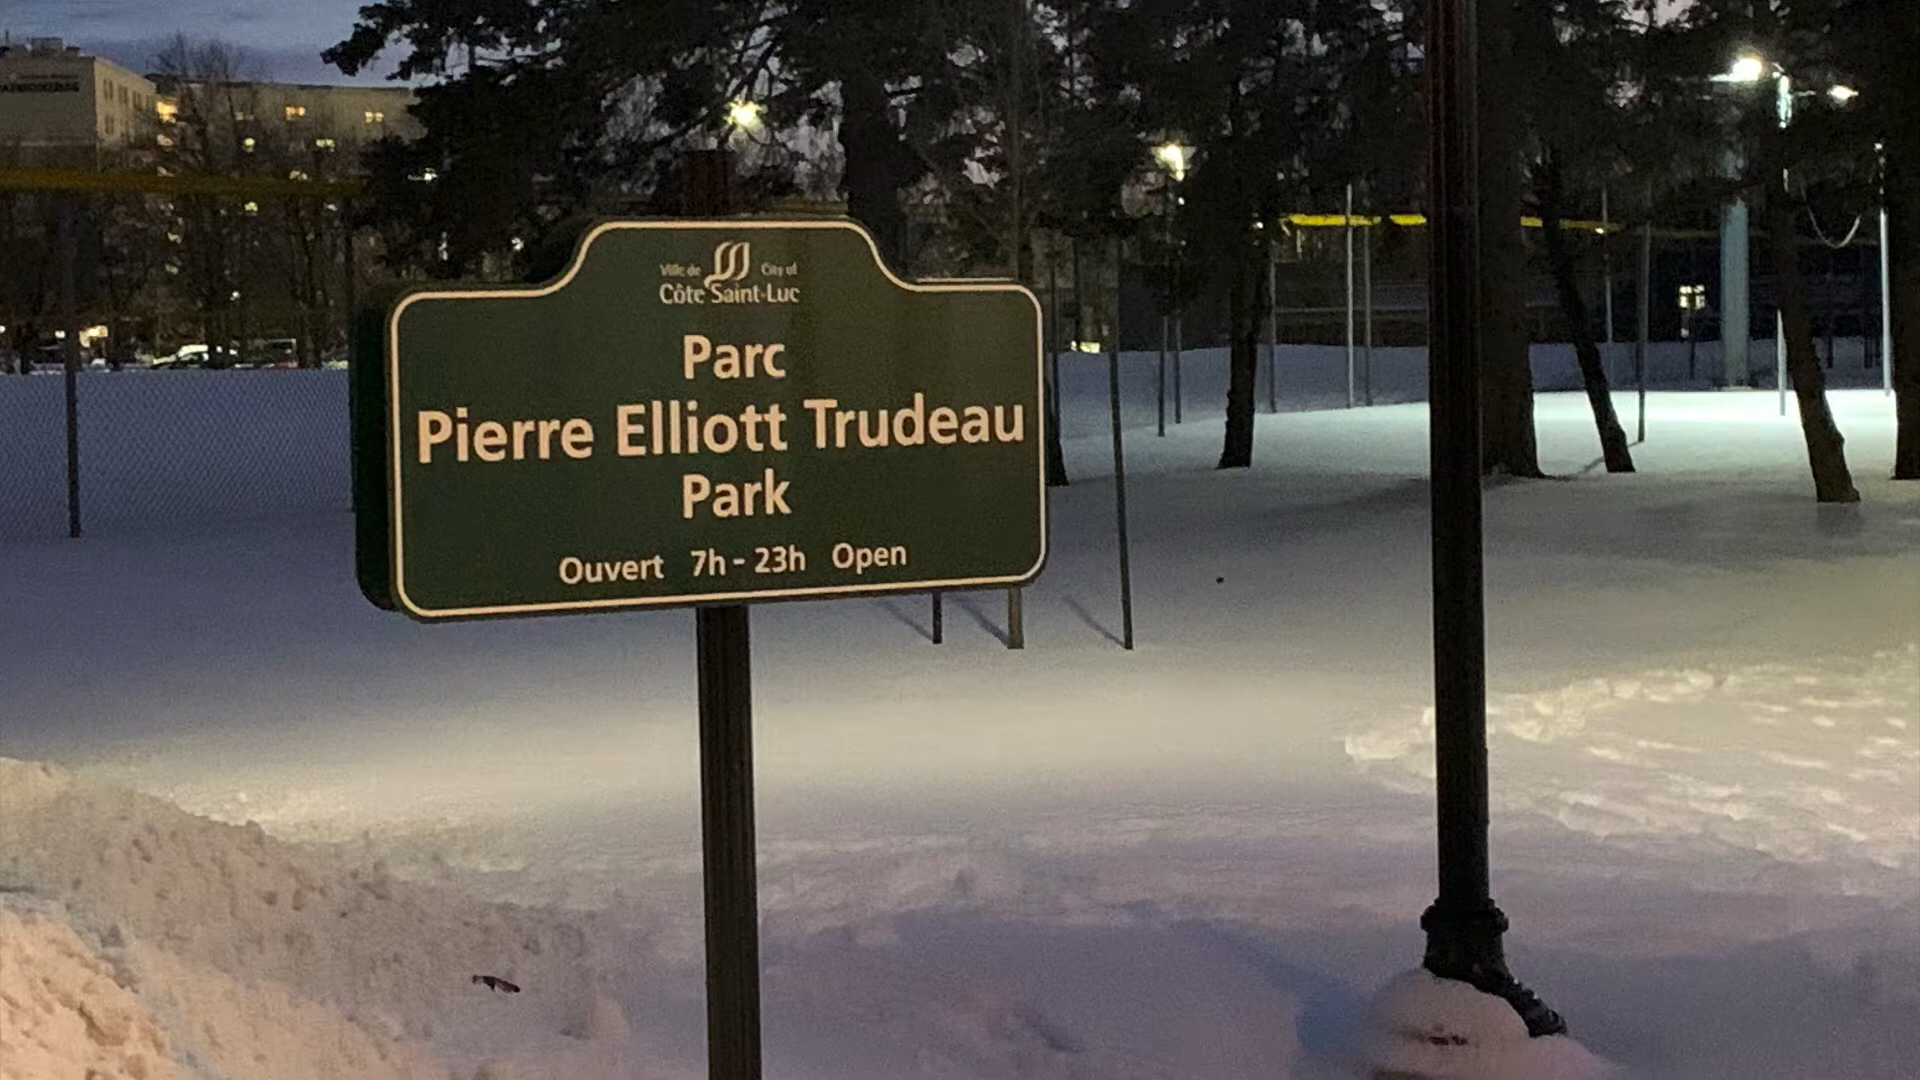 Ville de City of
Côte Saint-Luc
Parc
Pierre Elliott Trudeau
Park
Ouvert 7h - 23h Open